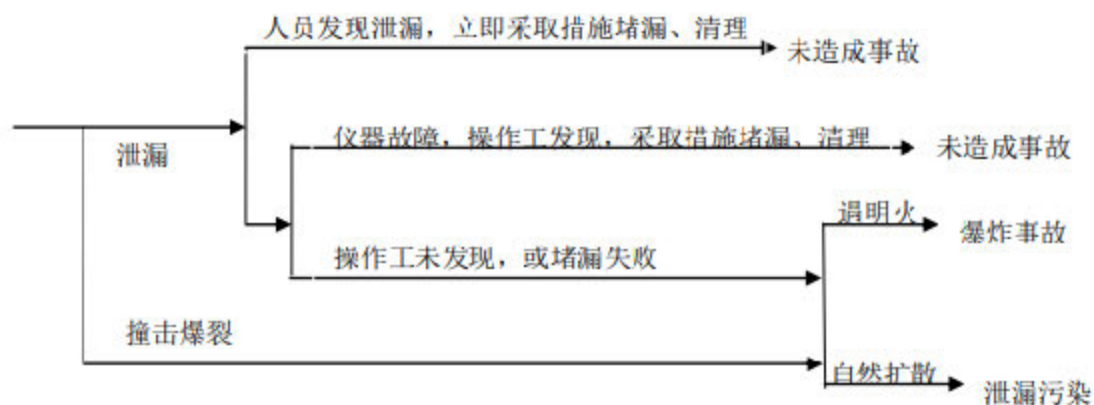 人员发现泄漏，立即采取措施堵漏、清理
未造成事故
泄漏
仪器故障，操作工发现，采取措施堵漏、清理
未造成事故
遇明火
爆炸事故
操作工未发现，或堵漏失败
撞击爆裂
自然扩散
泄漏污染